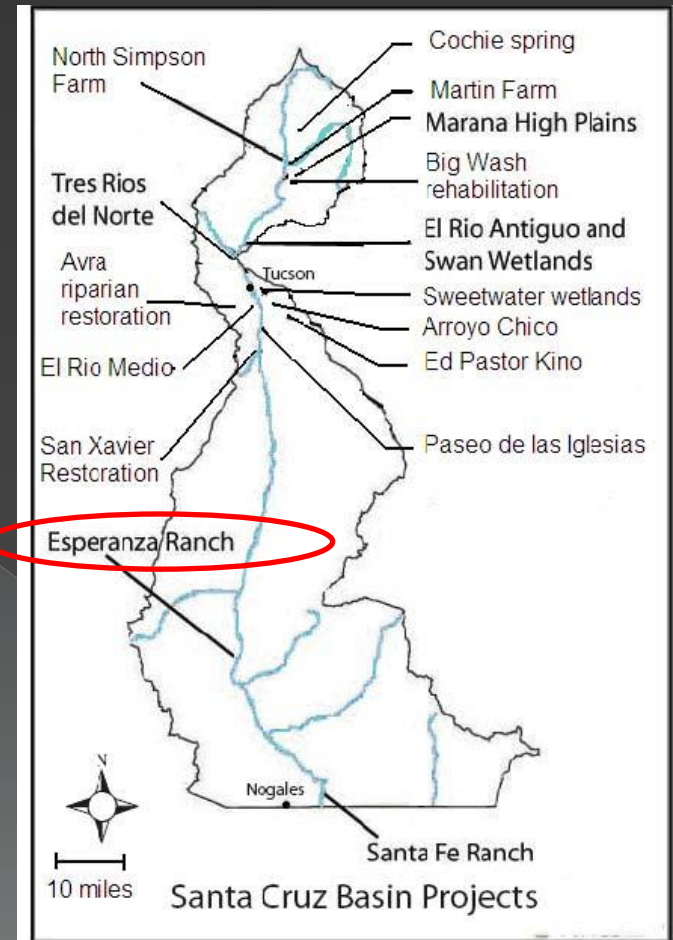 North Simpson
Farm
Cochie spring
Martin Farm
Marana High Plains
Big Wash
rehabilitation
Tres Rios
del Norte
El Rio Antiguo and
Swan Wetlands
Avra
riparian
restoration
Tucson
Sweetwater wetlands
Arroyo Chico
El Rio Medio
Ed Pastor Kino
San Xavier
Restoration
Paseo de las Iglesias
Esperanza Ranch
N
Nogales
Santa Fe Ranch
10 miles
Santa Cruz Basin Projects